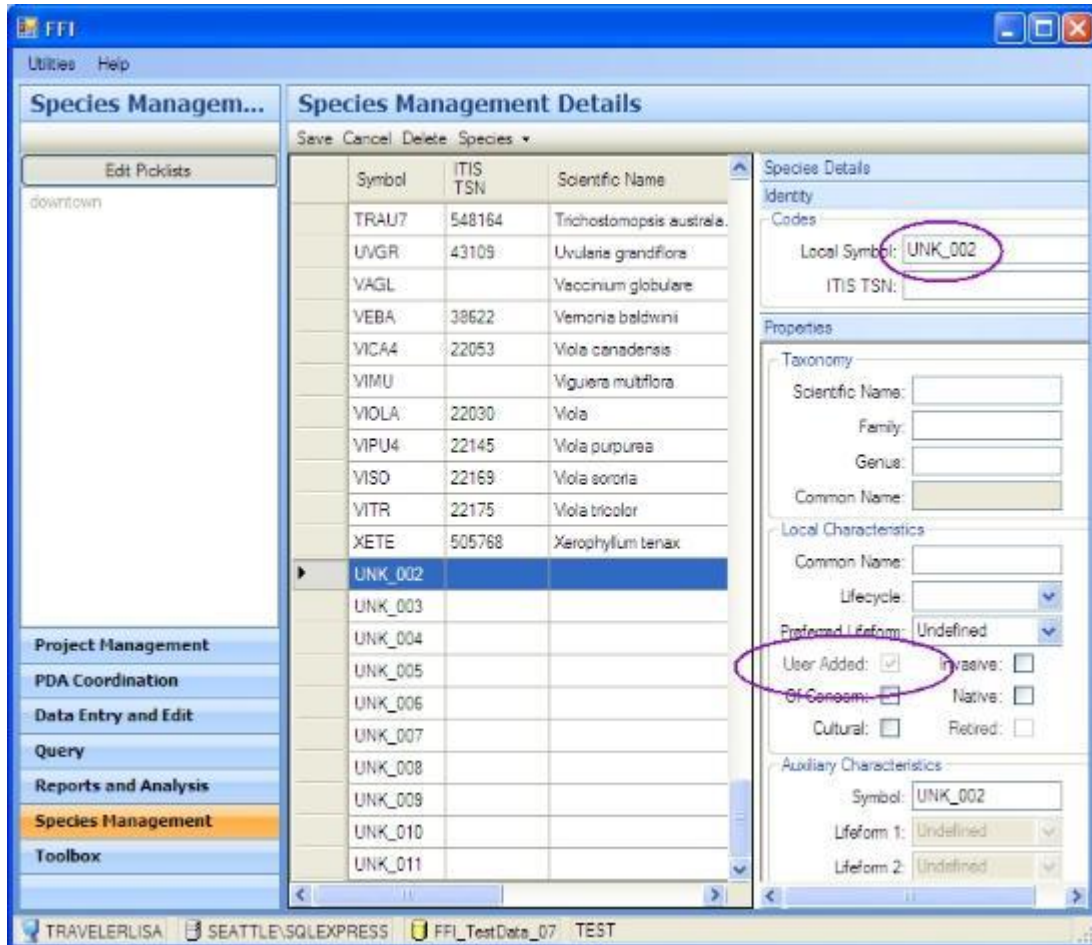 FFI
Utilities Help
Species Managem...
Edit Picklists
downtown
Project Management
PDA Coordination
Data Entry and Edit
Query
Reports and Analysis
Species Management
Toolbox
Species Management Details
Save Cancel Delete Species
Symbol ITIS TSN Scientific Name
TRAU7 548164 Trichostomopsis australa.
UVGR 43109 Uvularia grandiflora
VAGL Vaccinium globulare
VEBA 38622 Vernonia baldwinii
VICA4 22053 Viola canadensis
VIMU Viguiera multiflora
VIOLA 22030 Viola
VIPU4 22145 Viola purpurea
VISO 22169 Viola sororia
VITR 22175 Viola tricolor
XETE 505768 Xerophyllum tenax
UNK_002
UNK_003
UNK_004
UNK_005
UNK_006
UNK_007
UNK_008
UNK_009
UNK_010
UNK_011
Species Details
Identity
Codes
Local Symbol: UNK_002
ITIS TSN:
Properties
Taxonomy
Scientific Name:
Family:
Genus:
Common Name:
Local Characteristics
Common Name:
Lifecycle:
Preferred Lifeform: Undefined
User Added: Invasive:
Of Concern: Native:
Cultural: Retired:
Auxiliary Characteristics
Symbol: UNK_002
Lifeform 1: Undefined
Lifeform 2: Undefined
TRAVELERLISA SEATTLE\SQLEXPRESS FFI_TestData_07 TEST